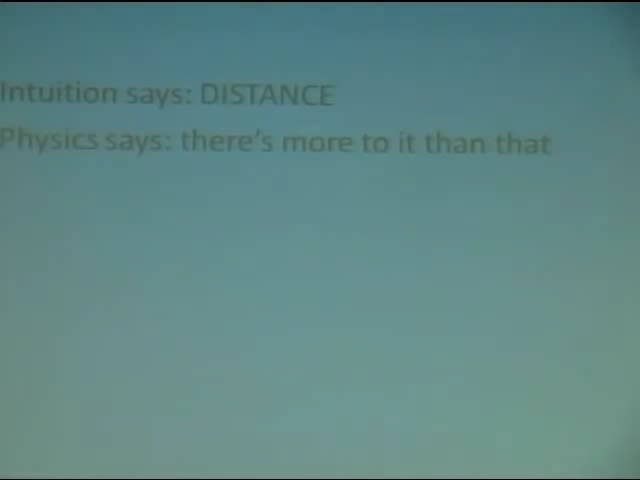 Intuition says: DISTANCE
Physics says: there's more to it than that